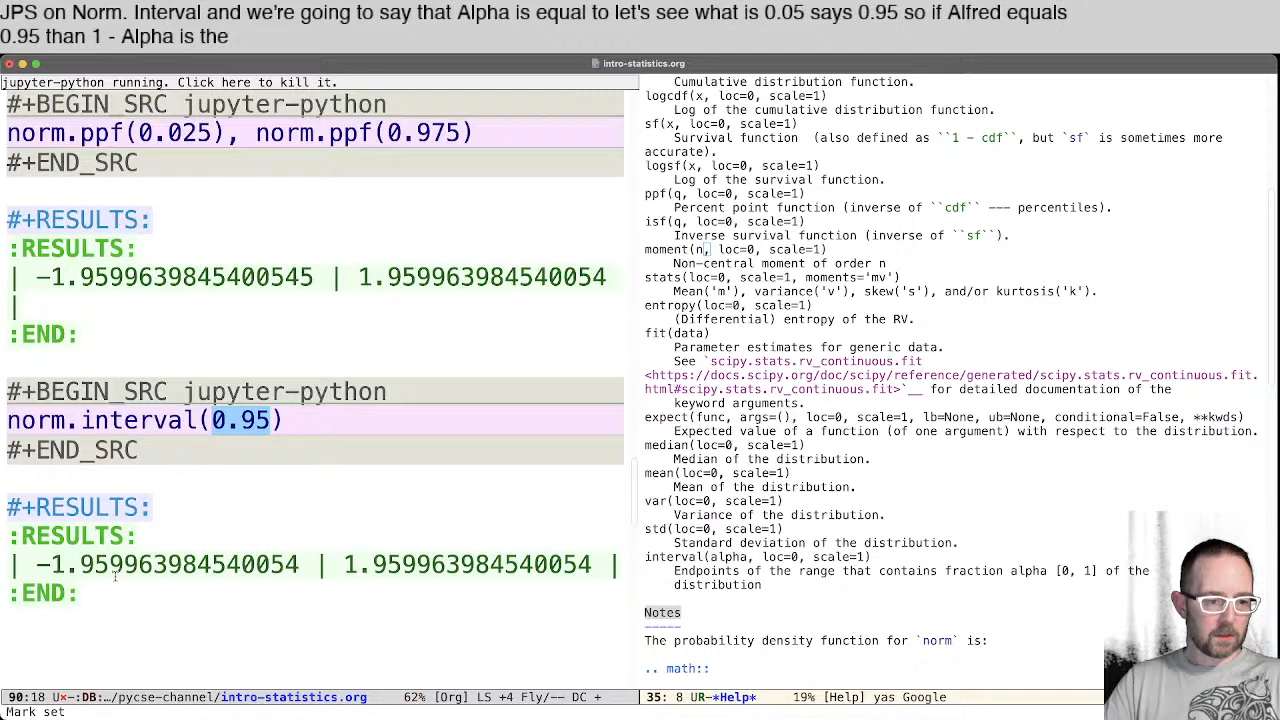 JPS on Norm. Interval and we're going to say that Alpha is equal to let's see what is 0.05 says 0.95 so if Alfred equals
0.95 than 1 - Alpha is the
intro-statistics.org
jupyter-python running. Click here to kill it.
#+BEGIN_SRC jupyter-python
norm.ppf(0.025), norm.ppf(0.975)
#+END_SRC
#+RESULTS:
:RESULTS:
| -1.9599639845400545 | 1.959963984540054
|
:END:
#+BEGIN_SRC jupyter-python
norm.interval(0.95)
#+END_SRC
#+RESULTS:
:RESULTS:
| -1.959963984540054 | 1.959963984540054 |
:END:
90:18 U×-:DB:…/pycse-channel/intro-statistics.org 62% [Org] LS +4 Fly/-- DC +
Mark set
Cumulative distribution function.
logcdf(x, loc=0, scale=1)
Log of the cumulative distribution function.
sf(x, loc=0, scale=1)
Survival function (also defined as ``1 - cdf``, but `sf` is sometimes more
accurate).
logsf(x, loc=0, scale=1)
Log of the survival function.
ppf(q, loc=0, scale=1)
Percent point function (inverse of ``cdf`` --- percentiles).
isf(q, loc=0, scale=1)
Inverse survival function (inverse of ``sf``).
moment(n, loc=0, scale=1)
Non-central moment of order n
stats(loc=0, scale=1, moments='mv')
Mean('m'), variance('v'), skew('s'), and/or kurtosis('k').
entropy(loc=0, scale=1)
(Differential) entropy of the RV.
fit(data)
Parameter estimates for generic data.
See `scipy.stats.rv_continuous.fit
<https://docs.scipy.org/doc/scipy/reference/generated/scipy.stats.rv_continuous.fit.
html#scipy.stats.rv_continuous.fit>`__ for detailed documentation of the
keyword arguments.
expect(func, args=(), loc=0, scale=1, lb=None, ub=None, conditional=False, **kwds)
Expected value of a function (of one argument) with respect to the distribution.
median(loc=0, scale=1)
Median of the distribution.
mean(loc=0, scale=1)
Mean of the distribution.
var(loc=0, scale=1)
Variance of the distribution.
std(loc=0, scale=1)
Standard deviation of the distribution.
interval(alpha, loc=0, scale=1)
Endpoints of the range that contains fraction alpha [0, 1] of the
distribution
Notes
-----
The probability density function for `norm` is:
.. math::
35: 8 UR-*Help* 19% [Help] yas Google